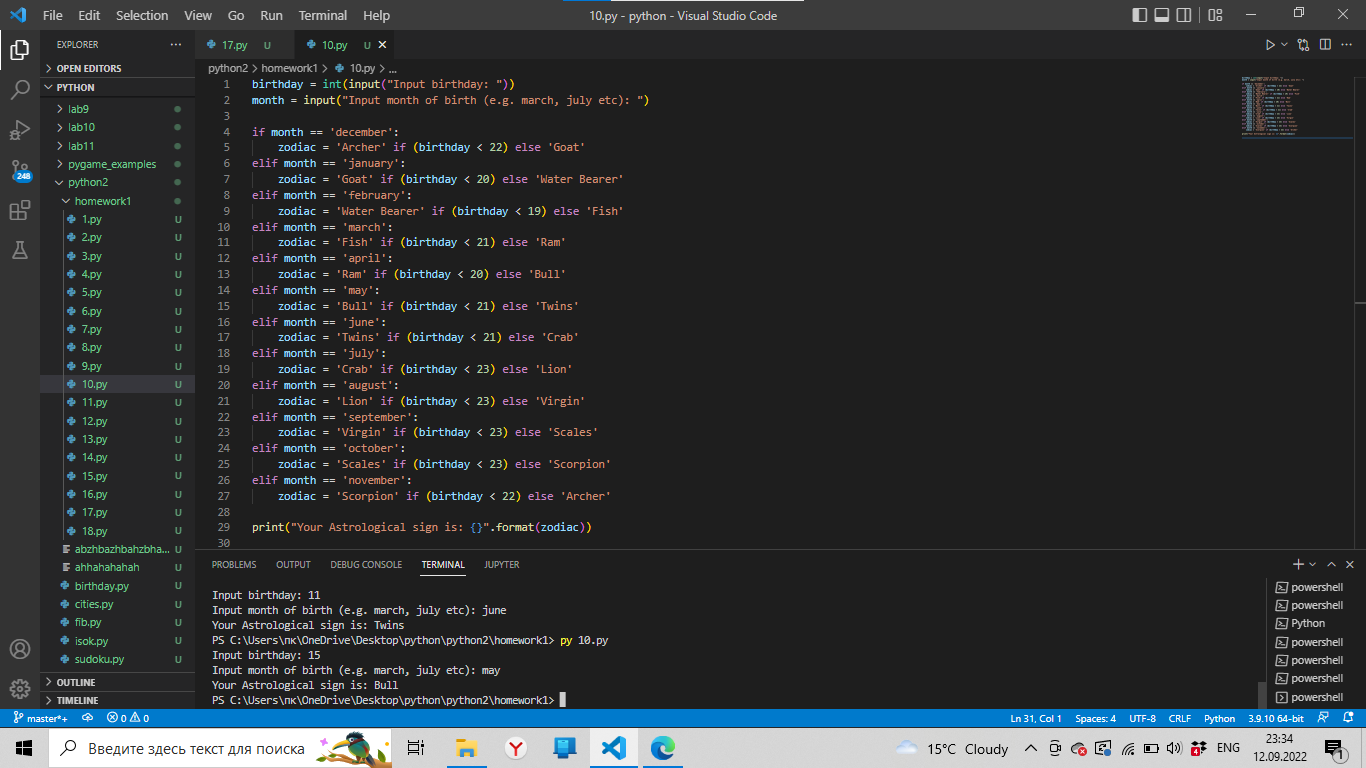 File Edit Selection View Go Run Terminal Help
10.py - python - Visual Studio Code
EXPLORER
OPEN EDITORS
PYTHON
lab9
lab10
lab11
pygame_examples
python2
homework1
1.py U
2.py U
3.py U
4.py U
5.py U
6.py U
7.py U
8.py U
9.py U
10.py U
11.py U
12.py U
13.py U
14.py U
15.py U
16.py U
17.py U
18.py U
abzhbazhbahzbha... U
ahhahahahah U
birthday.py U
cities.py U
fib.py U
isok.py U
sudoku.py U
OUTLINE
TIMELINE
248
17.py U
10.py U
python2 > homework1 > 10.py > ...
1 birthday = int(input("Input birthday: "))
2 month = input("Input month of birth (e.g. march, july etc): ")
3
4 if month == 'december':
5     zodiac = 'Archer' if (birthday < 22) else 'Goat'
6 elif month == 'january':
7     zodiac = 'Goat' if (birthday < 20) else 'Water Bearer'
8 elif month == 'february':
9     zodiac = 'Water Bearer' if (birthday < 19) else 'Fish'
10 elif month == 'march':
11     zodiac = 'Fish' if (birthday < 21) else 'Ram'
12 elif month == 'april':
13     zodiac = 'Ram' if (birthday < 20) else 'Bull'
14 elif month == 'may':
15     zodiac = 'Bull' if (birthday < 21) else 'Twins'
16 elif month == 'june':
17     zodiac = 'Twins' if (birthday < 21) else 'Crab'
18 elif month == 'july':
19     zodiac = 'Crab' if (birthday < 23) else 'Lion'
20 elif month == 'august':
21     zodiac = 'Lion' if (birthday < 23) else 'Virgin'
22 elif month == 'september':
23     zodiac = 'Virgin' if (birthday < 23) else 'Scales'
24 elif month == 'october':
25     zodiac = 'Scales' if (birthday < 23) else 'Scorpion'
26 elif month == 'november':
27     zodiac = 'Scorpion' if (birthday < 22) else 'Archer'
28
29 print("Your Astrological sign is: {}".format(zodiac))
30
PROBLEMS OUTPUT DEBUG CONSOLE TERMINAL JUPYTER
Input birthday: 11
Input month of birth (e.g. march, july etc): june
Your Astrological sign is: Twins
PS C:\Users\пк\OneDrive\Desktop\python\python2\homework1> py 10.py
Input birthday: 15
Input month of birth (e.g. march, july etc): may
Your Astrological sign is: Bull
PS C:\Users\пк\OneDrive\Desktop\python\python2\homework1>
powershell
powershell
Python
powershell
powershell
powershell
powershell
master*+ 0 0 Ln 31, Col 1 Spaces: 4 UTF-8 CRLF Python 3.9.10 64-bit
Введите здесь текст для поиска
15°C Cloudy
ENG
23:34
12.09.2022
1